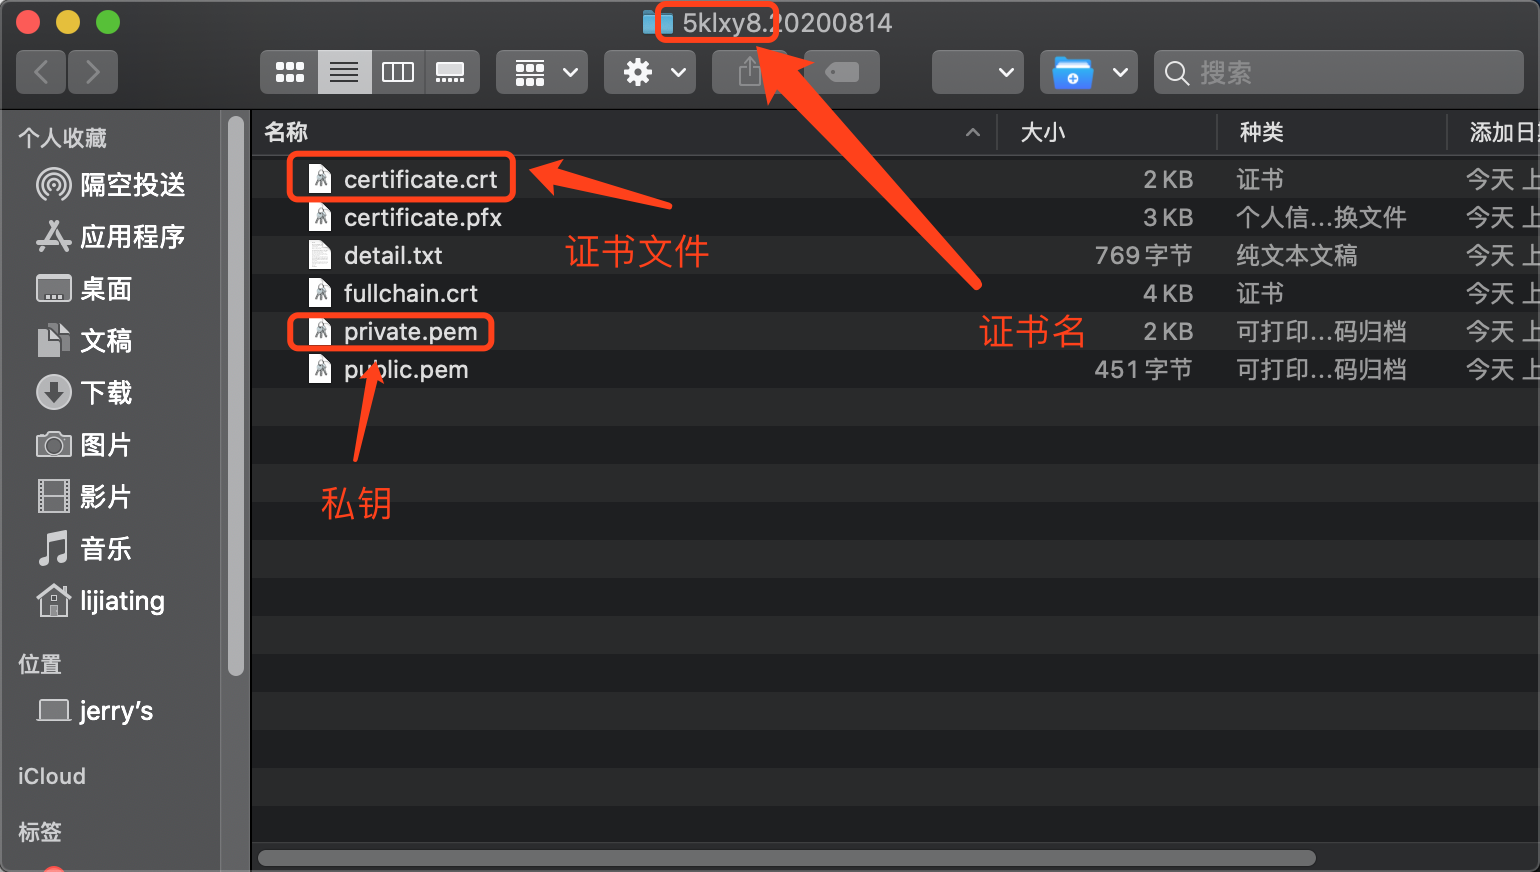 5klxy8.20200814
搜索
个人收藏
隔空投送
应用程序
桌面
文稿
下载
图片
影片
音乐
lijiating
位置
jerry’s
iCloud
标签
名称 大小 种类 添加日期
certificate.crt 2 KB 证书 今天 上
certificate.pfx 3 KB 个人信...换文件 今天 上
detail.txt 769 字节 纯文本文稿 今天 上
fullchain.crt 4 KB 证书 今天 上
private.pem 2 KB 可打印...码归档 今天 上
public.pem 451 字节 可打印...码归档 今天 上
证书文件
证书名
私钥